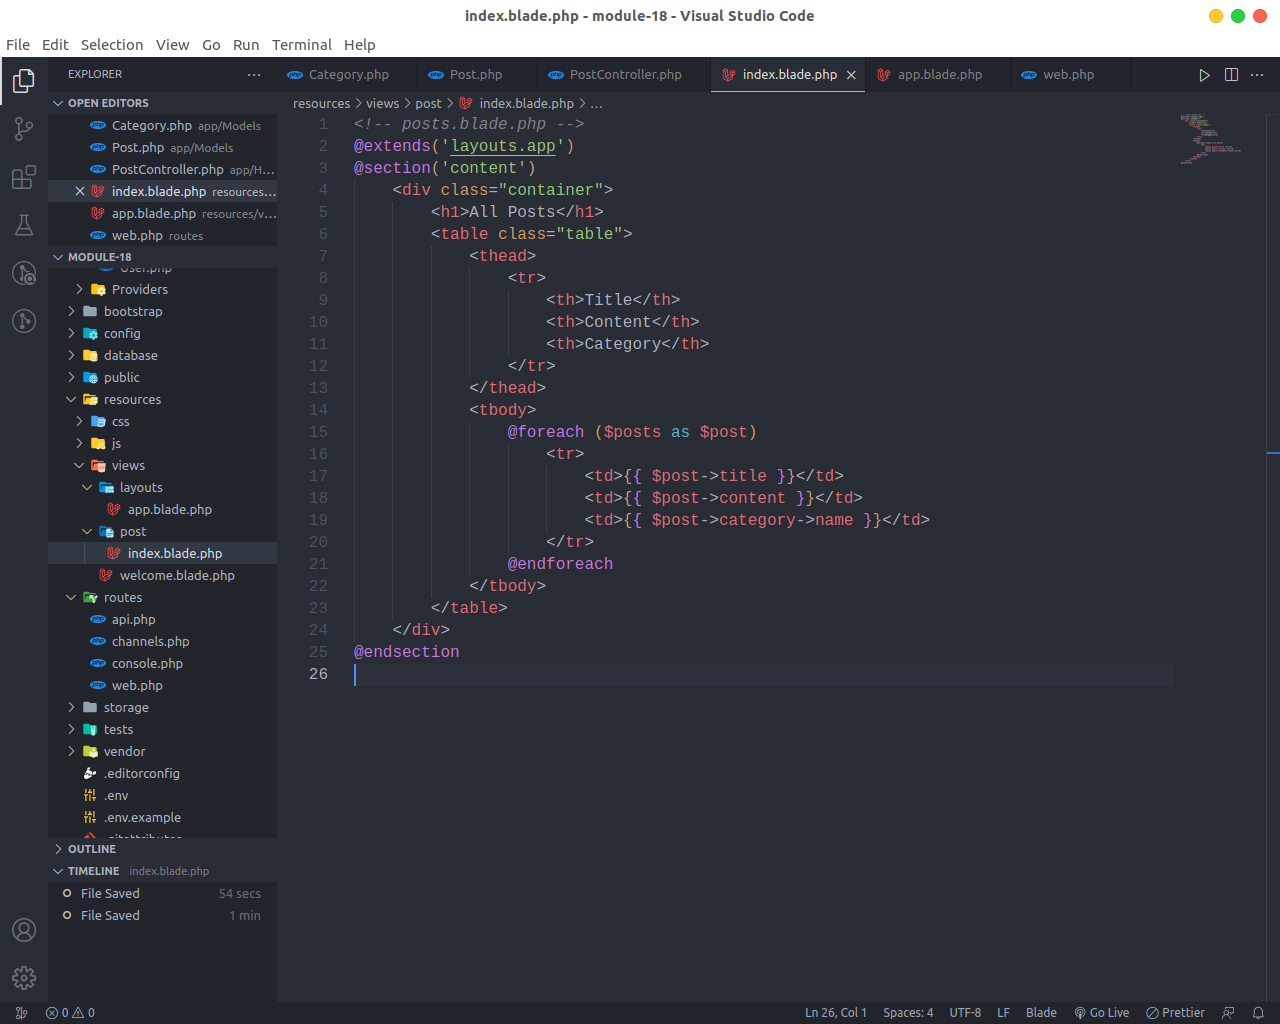 index.blade.php - module-18 - Visual Studio Code
File Edit Selection View Go Run Terminal Help
EXPLORER
Category.php Post.php PostController.php index.blade.php app.blade.php web.php
OPEN EDITORS
Category.php app/Models
Post.php app/Models
PostController.php app/H...
index.blade.php resources...
app.blade.php resources/v...
web.php routes
MODULE-18
User.php
Providers
bootstrap
config
database
public
resources
css
js
views
layouts
app.blade.php
post
index.blade.php
welcome.blade.php
routes
api.php
channels.php
console.php
web.php
storage
tests
vendor
.editorconfig
.env
.env.example
.gitattributes
OUTLINE
TIMELINE index.blade.php
File Saved 54 secs
File Saved 1 min
resources > views > post > index.blade.php > ...
1 <!-- posts.blade.php -->
2 @extends('layouts.app')
3 @section('content')
4 <div class="container">
5 <h1>All Posts</h1>
6 <table class="table">
7 <thead>
8 <tr>
9 <th>Title</th>
10 <th>Content</th>
11 <th>Category</th>
12 </tr>
13 </thead>
14 <tbody>
15 @foreach ($posts as $post)
16 <tr>
17 <td>{{ $post->title }}</td>
18 <td>{{ $post->content }}</td>
19 <td>{{ $post->category->name }}</td>
20 </tr>
21 @endforeach
22 </tbody>
23 </table>
24 </div>
25 @endsection
26
0 0 Ln 26, Col 1 Spaces: 4 UTF-8 LF Blade Go Live Prettier